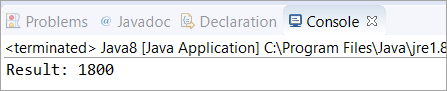 Problems @ Javadoc Declaration Console
<terminated> Java8 [Java Application] C:\Program Files\Java\jre1.8
Result: 1800